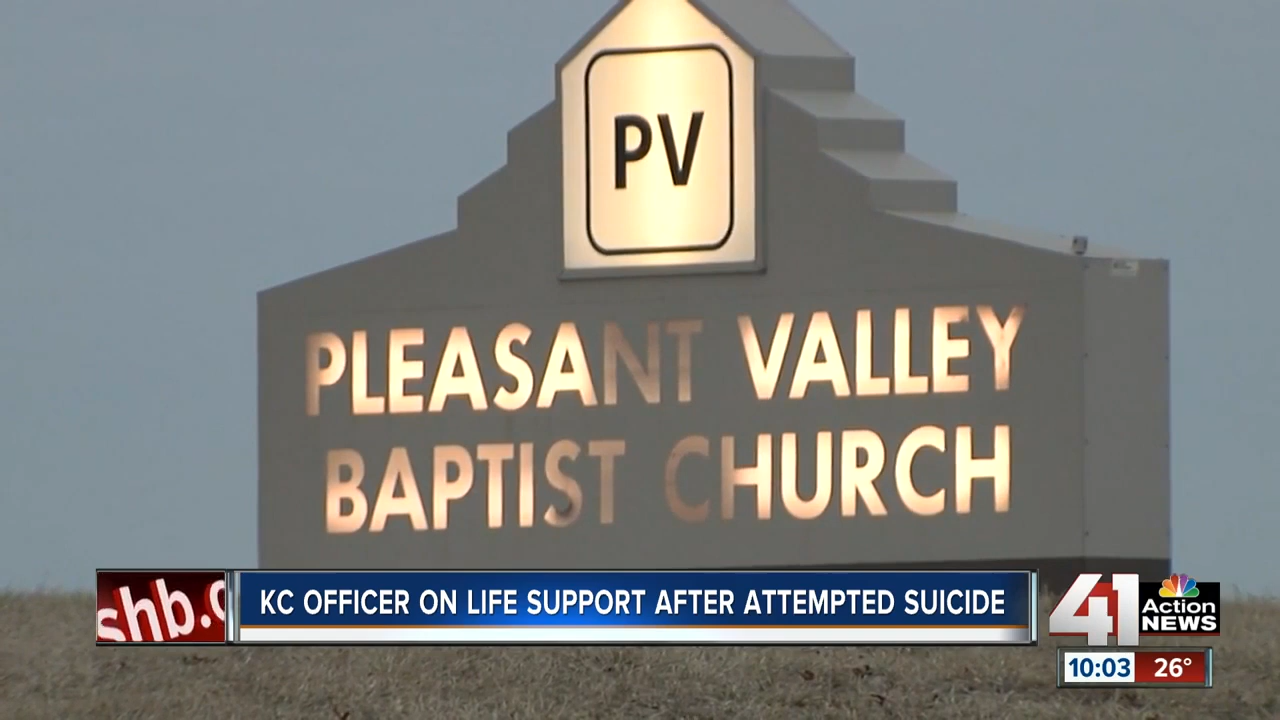 PV
PLEASANT VALLEY
BAPTIST CHURCH
shb.c
KC OFFICER ON LIFE SUPPORT AFTER ATTEMPTED SUICIDE
41 Action
NEWS
10:03 26°